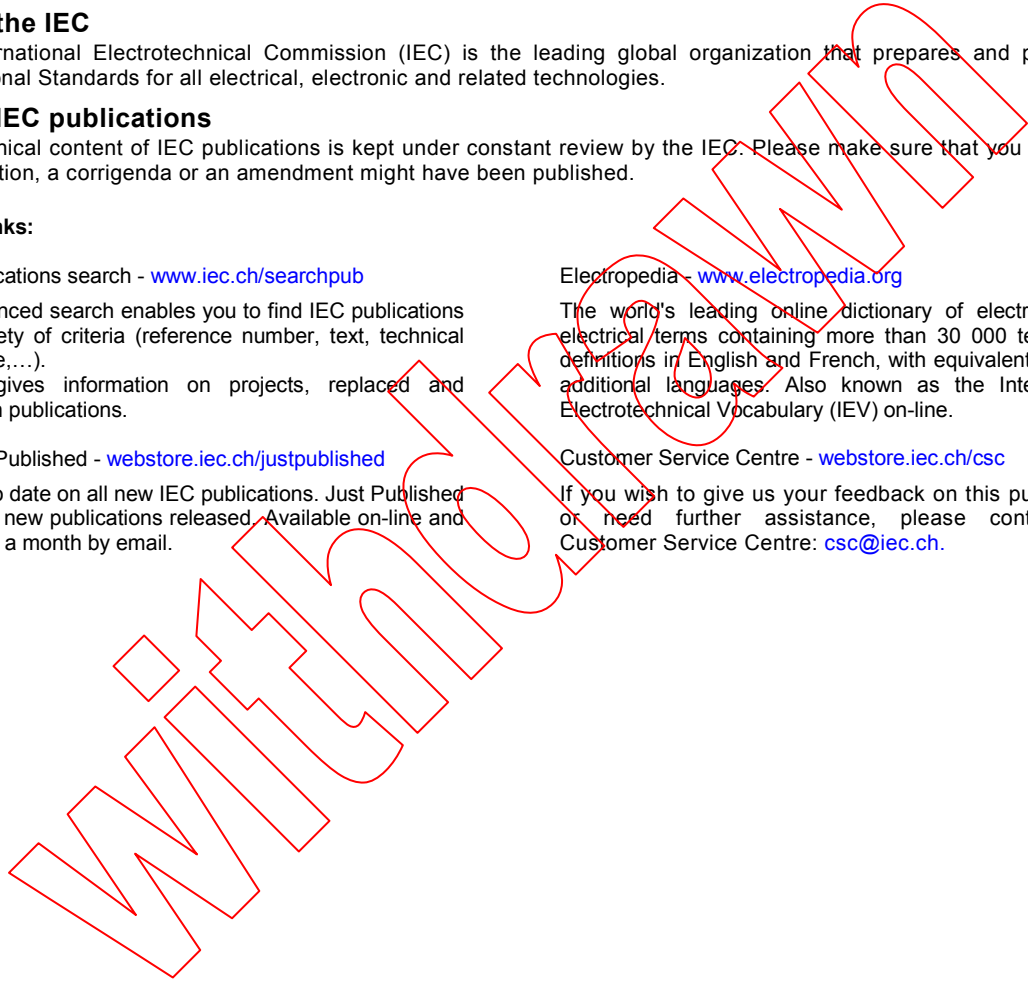 the IEC
rnational Electrotechnical Commission (IEC) is the leading global organization that prepares and p
onal Standards for all electrical, electronic and related technologies.
IEC publications
nical content of IEC publications is kept under constant review by the IEC. Please make sure that you
tion, a corrigenda or an amendment might have been published.
nks:
cations search - www.iec.ch/searchpub
nced search enables you to find IEC publications
ety of criteria (reference number, text, technical
e,…).
gives information on projects, replaced and
n publications.
Published - webstore.iec.ch/justpublished
o date on all new IEC publications. Just Published
new publications released. Available on-line and
a month by email.
Electropedia - www.electropedia.org
The world's leading online dictionary of electr
electrical terms containing more than 30 000 te
definitions in English and French, with equivalent
additional languages. Also known as the Inte
Electrotechnical Vocabulary (IEV) on-line.
Customer Service Centre - webstore.iec.ch/csc
If you wish to give us your feedback on this pu
or need further assistance, please con
Customer Service Centre: csc@iec.ch.
withdrawn